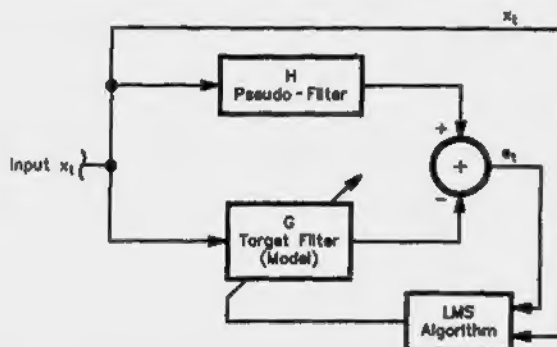 xₜ
H
Pseudo-Filter
+
Input xₜ
+
eₜ
-
G
Target Filter
(Model)
LMS
Algorithm